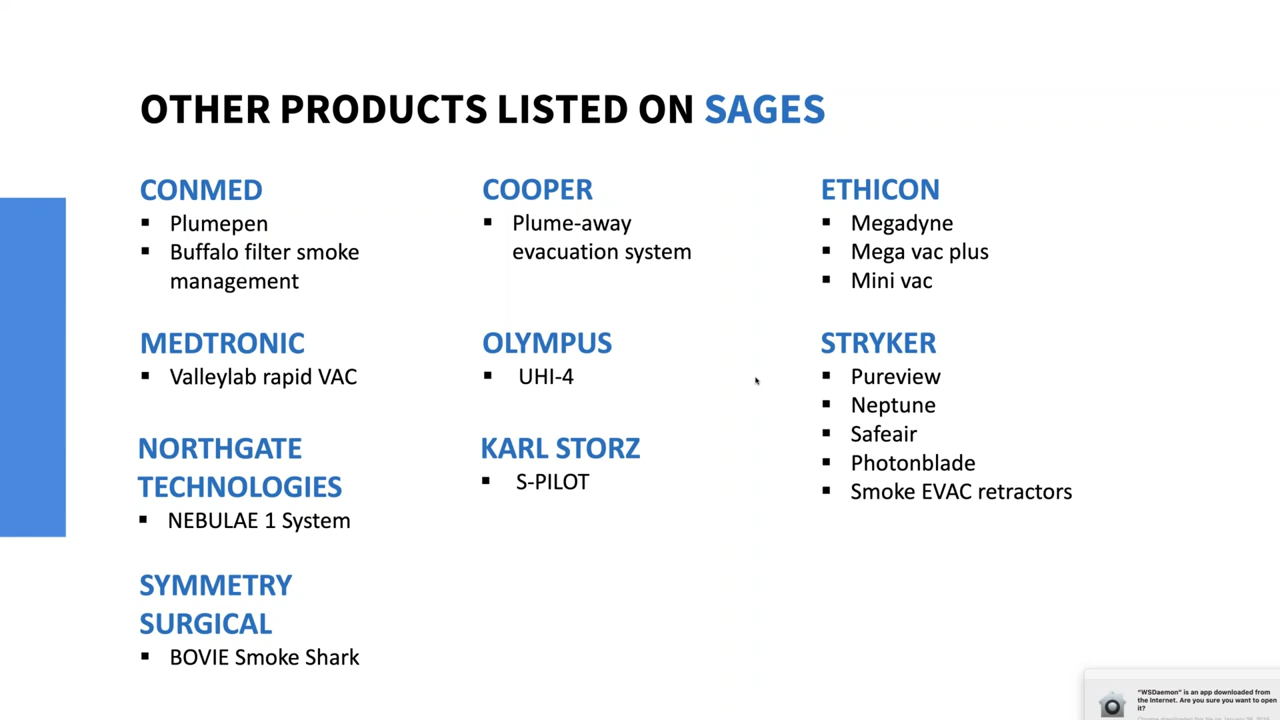 OTHER PRODUCTS LISTED ON SAGES
CONMED
▪ Plumepen
▪ Buffalo filter smoke
management
MEDTRONIC
▪ Valleylab rapid VAC
NORTHGATE
TECHNOLOGIES
▪ NEBULAE 1 System
SYMMETRY
SURGICAL
▪ BOVIE Smoke Shark
COOPER
▪ Plume-away
evacuation system
OLYMPUS
▪ UHI-4
KARL STORZ
▪ S-PILOT
ETHICON
▪ Megadyne
▪ Mega vac plus
▪ Mini vac
STRYKER
▪ Pureview
▪ Neptune
▪ Safeair
▪ Photonblade
▪ Smoke EVAC retractors
“WSDaemon” is an app downloaded from
the Internet. Are you sure you want to open
it?